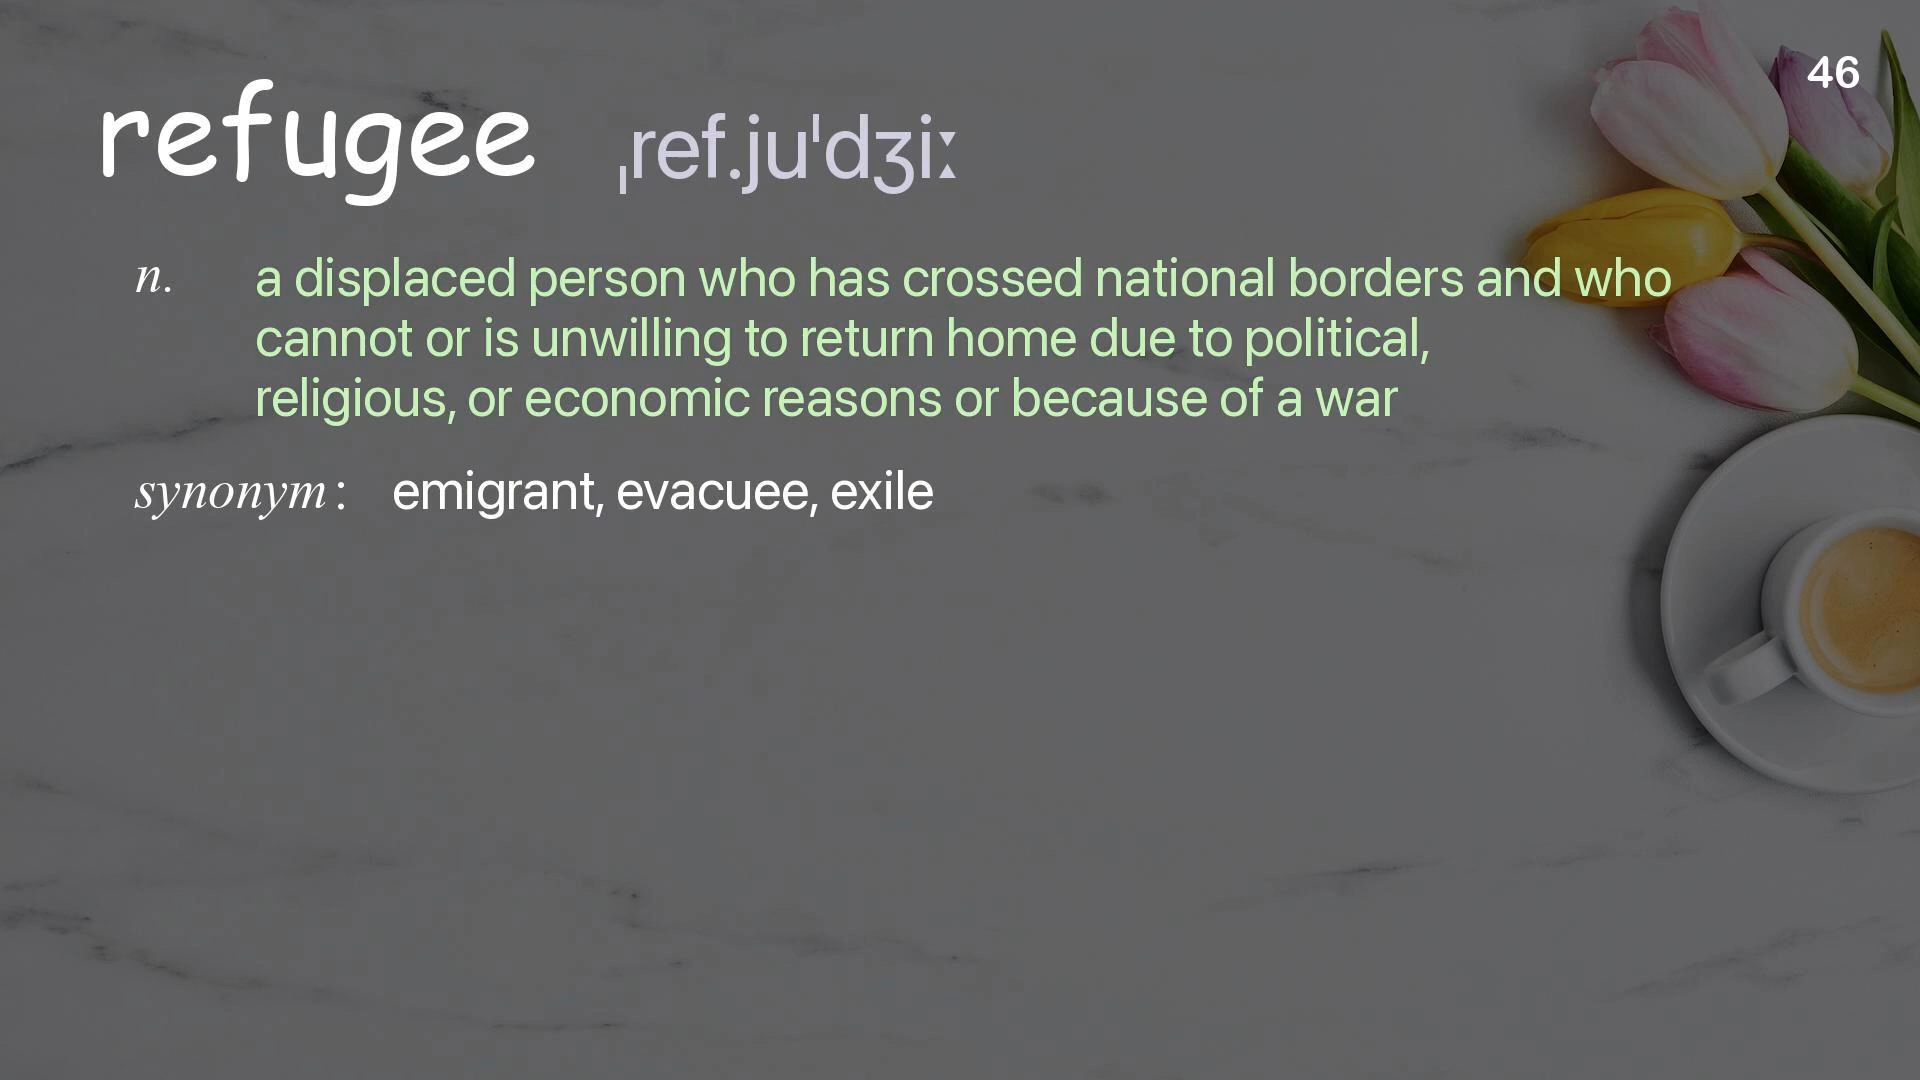 46
refugee ˌref.juˈdʒiː
n. a displaced person who has crossed national borders and who
cannot or is unwilling to return home due to political,
religious, or economic reasons or because of a war
synonym : emigrant, evacuee, exile